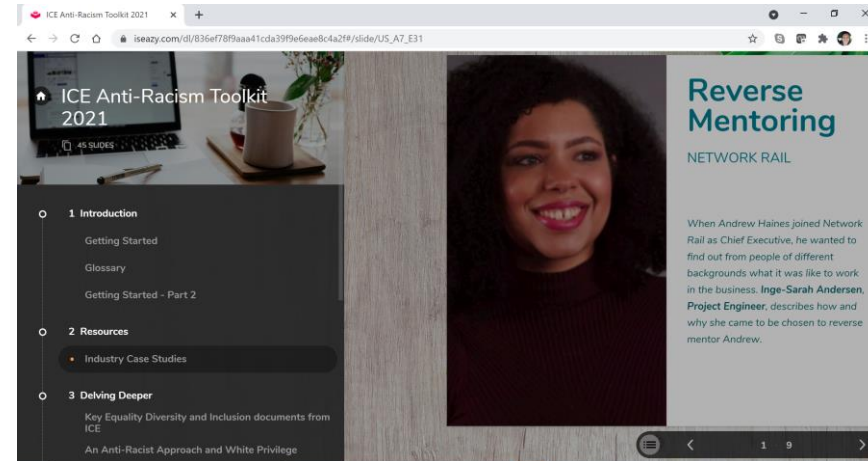 ICE Anti-Racism Toolkit 2021
iseazy.com/dl/836ef78f9aaa41cda39f9e6eae8c4a2f#/slide/US_A7_E31
ICE Anti-Racism Toolkit
2021
45 SLIDES
1 Introduction
Getting Started
Glossary
Getting Started - Part 2
2 Resources
Industry Case Studies
3 Delving Deeper
Key Equality Diversity and Inclusion documents from
ICE
An Anti-Racist Approach and White Privilege
Reverse
Mentoring
NETWORK RAIL
When Andrew Haines joined Network
Rail as Chief Executive, he wanted to
find out from people of different
backgrounds what it was like to work
in the business. Inge-Sarah Andersen,
Project Engineer, describes how and
why she came to be chosen to reverse
mentor Andrew.
1 9